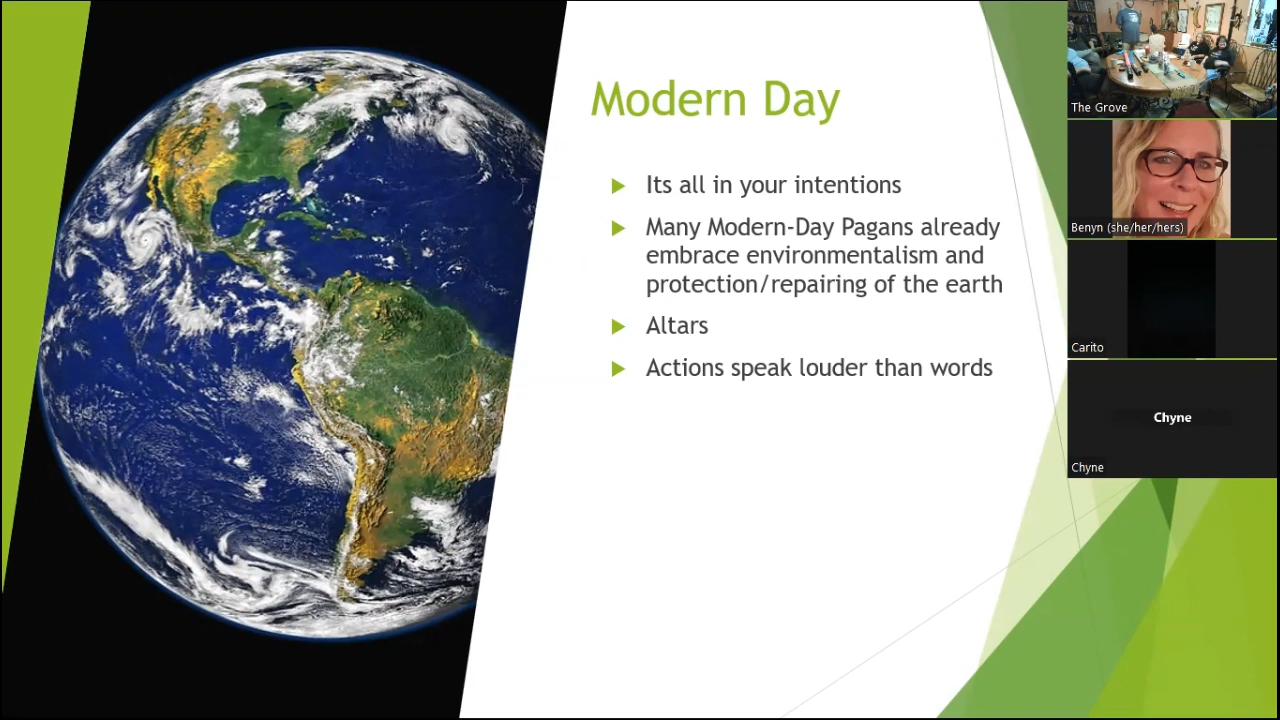 Modern Day
Its all in your intentions
Many Modern-Day Pagans already
embrace environmentalism and
protection/repairing of the earth
Altars
Actions speak louder than words
The Grove
Benyn (she/her/hers)
Carito
Chyne
Chyne